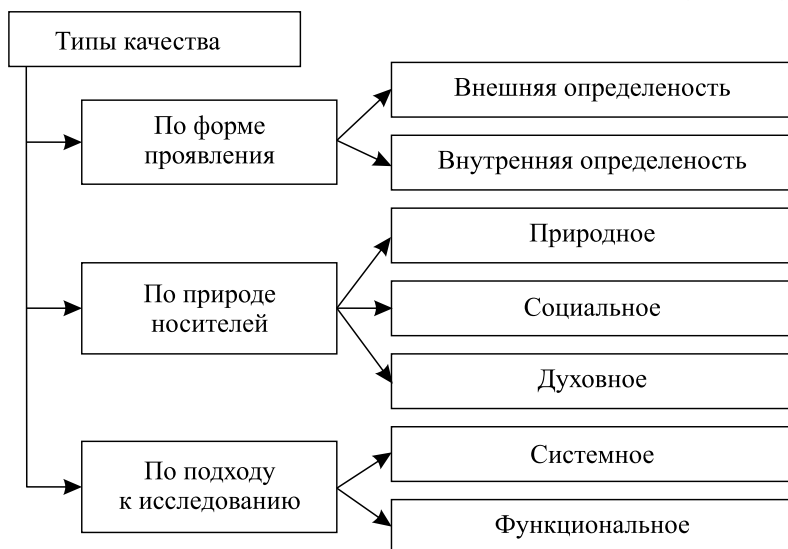 Типы качества
По форме
проявления
Внешняя определеность
Внутренняя определеность
По природе
носителей
Природное
Социальное
Духовное
По подходу
к исследованию
Системное
Функциональное